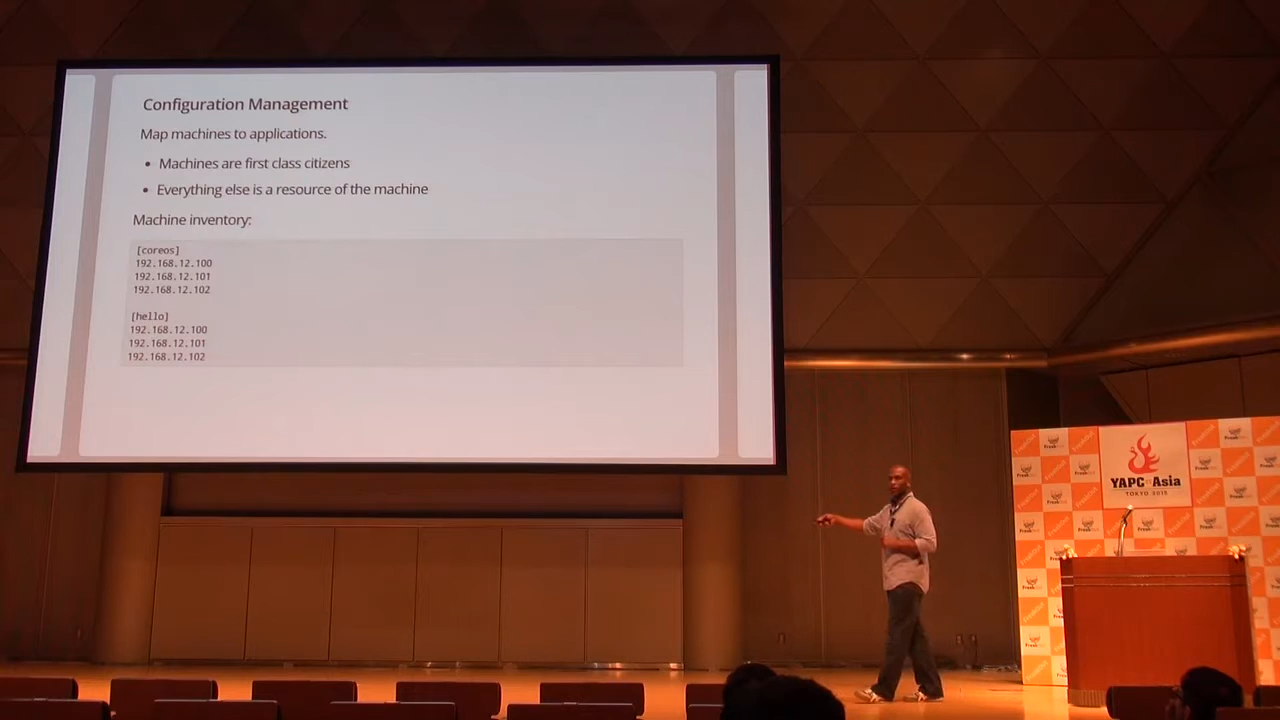 Configuration Management
Map machines to applications.
• Machines are first class citizens
• Everything else is a resource of the machine
Machine inventory:
[coreos]
192.168.12.100
192.168.12.101
192.168.12.102
[hello]
192.168.12.100
192.168.12.101
192.168.12.102
YAPC Asia
TOKYO 2015
FreakOut